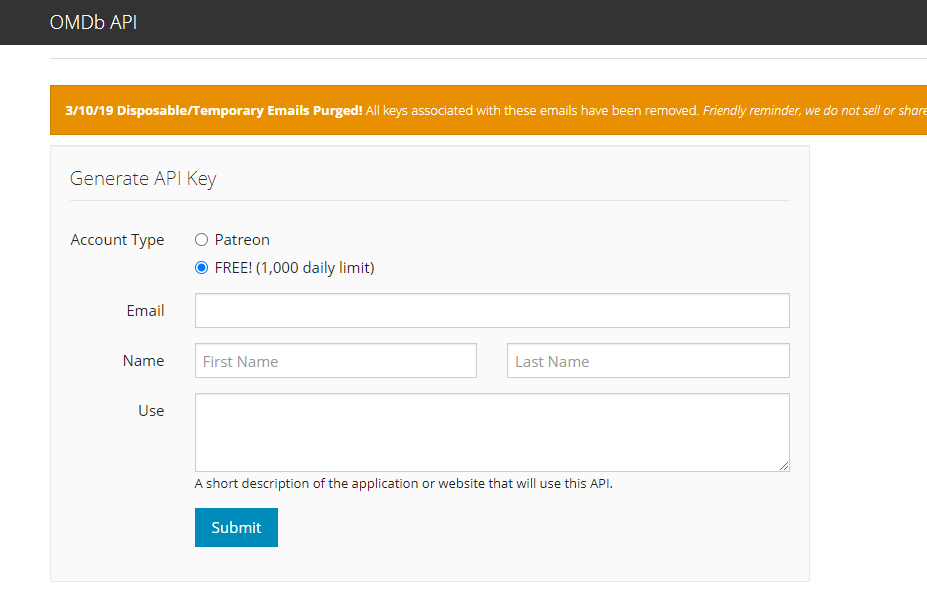 OMDb API
3/10/19 Disposable/Temporary Emails Purged! All keys associated with these emails have been removed. Friendly reminder, we do not sell or share
Generate API Key
Account Type
Patreon
FREE! (1,000 daily limit)
Email
Name
First Name
Last Name
Use
A short description of the application or website that will use this API.
Submit